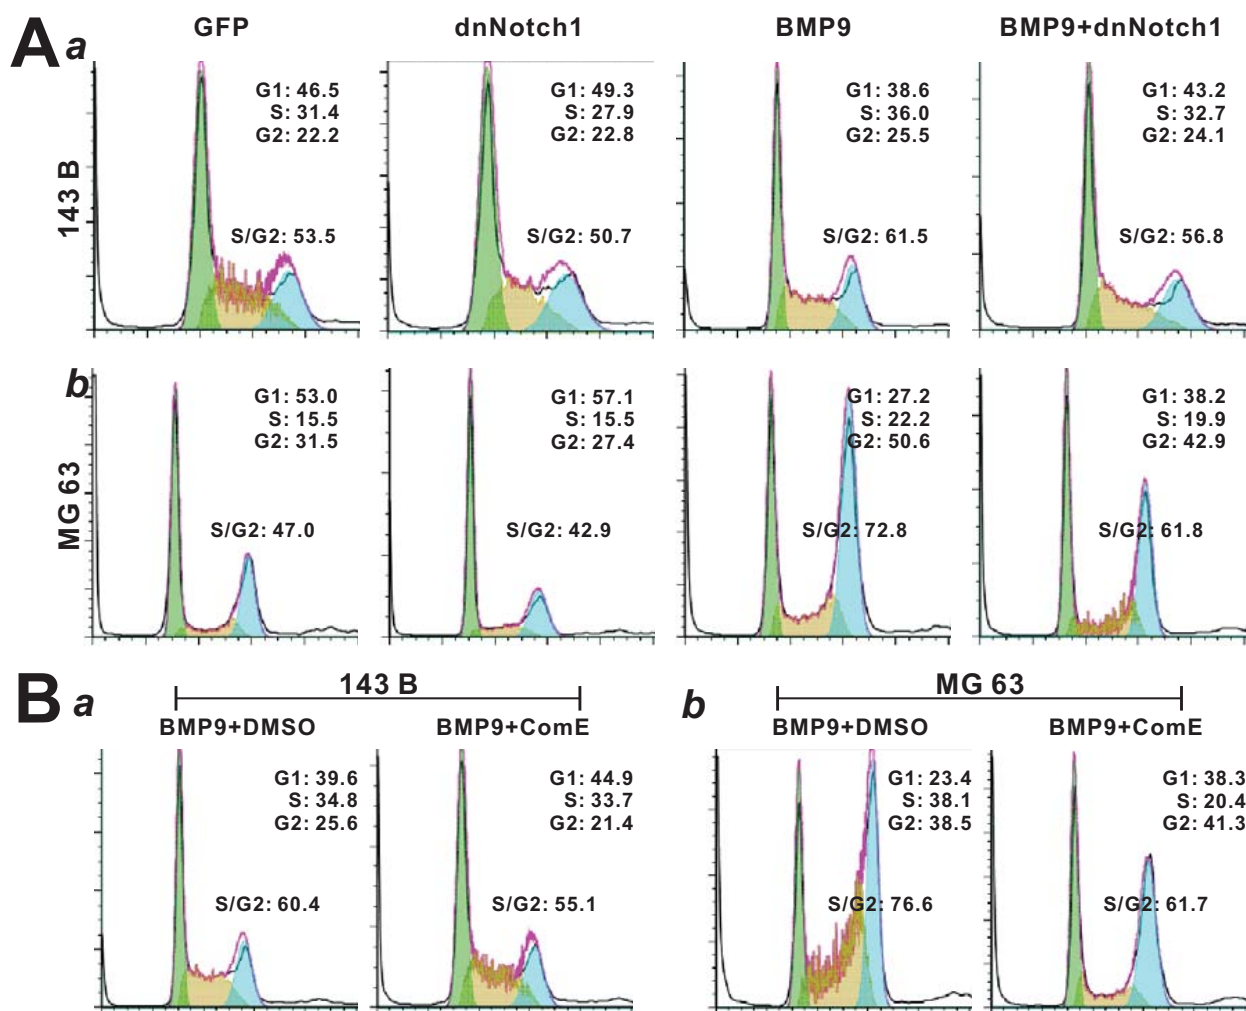 A a
GFP
dnNotch1
BMP9
BMP9+dnNotch1
143 B
G1: 46.5
S: 31.4
G2: 22.2
S/G2: 53.5
G1: 49.3
S: 27.9
G2: 22.8
S/G2: 50.7
G1: 38.6
S: 36.0
G2: 25.5
S/G2: 61.5
G1: 43.2
S: 32.7
G2: 24.1
S/G2: 56.8
b
MG 63
G1: 53.0
S: 15.5
G2: 31.5
S/G2: 47.0
G1: 57.1
S: 15.5
G2: 27.4
S/G2: 42.9
G1: 27.2
S: 22.2
G2: 50.6
S/G2: 72.8
G1: 38.2
S: 19.9
G2: 42.9
S/G2: 61.8
B a
143 B
BMP9+DMSO
BMP9+ComE
G1: 39.6
S: 34.8
G2: 25.6
S/G2: 60.4
G1: 44.9
S: 33.7
G2: 21.4
S/G2: 55.1
b
MG 63
BMP9+DMSO
BMP9+ComE
G1: 23.4
S: 38.1
G2: 38.5
S/G2: 76.6
G1: 38.3
S: 20.4
G2: 41.3
S/G2: 61.7